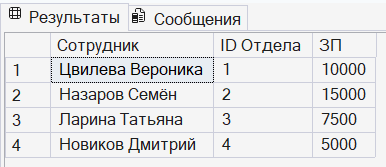 Результаты Сообщения
Сотрудник ID Отдела ЗП
1 Цвилева Вероника 1 10000
2 Назаров Семён 2 15000
3 Ларина Татьяна 3 7500
4 Новиков Дмитрий 4 5000